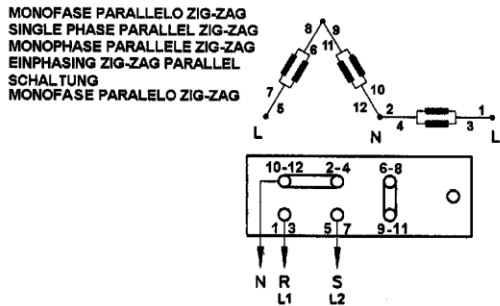 MONOFASE PARALLELO ZIG-ZAG
SINGLE PHASE PARALLEL ZIG-ZAG
MONOPHASE PARALLELE ZIG-ZAG
EINPHASING ZIG-ZAG PARALLEL
SCHALTUNG
MONOFASE PARALELO ZIG-ZAG
8 9
6 11
7 10
5 12 2 1
4 3
L N L
10-12 2-4 6-8
1 3 5 7 9-11
N R S
L1 L2